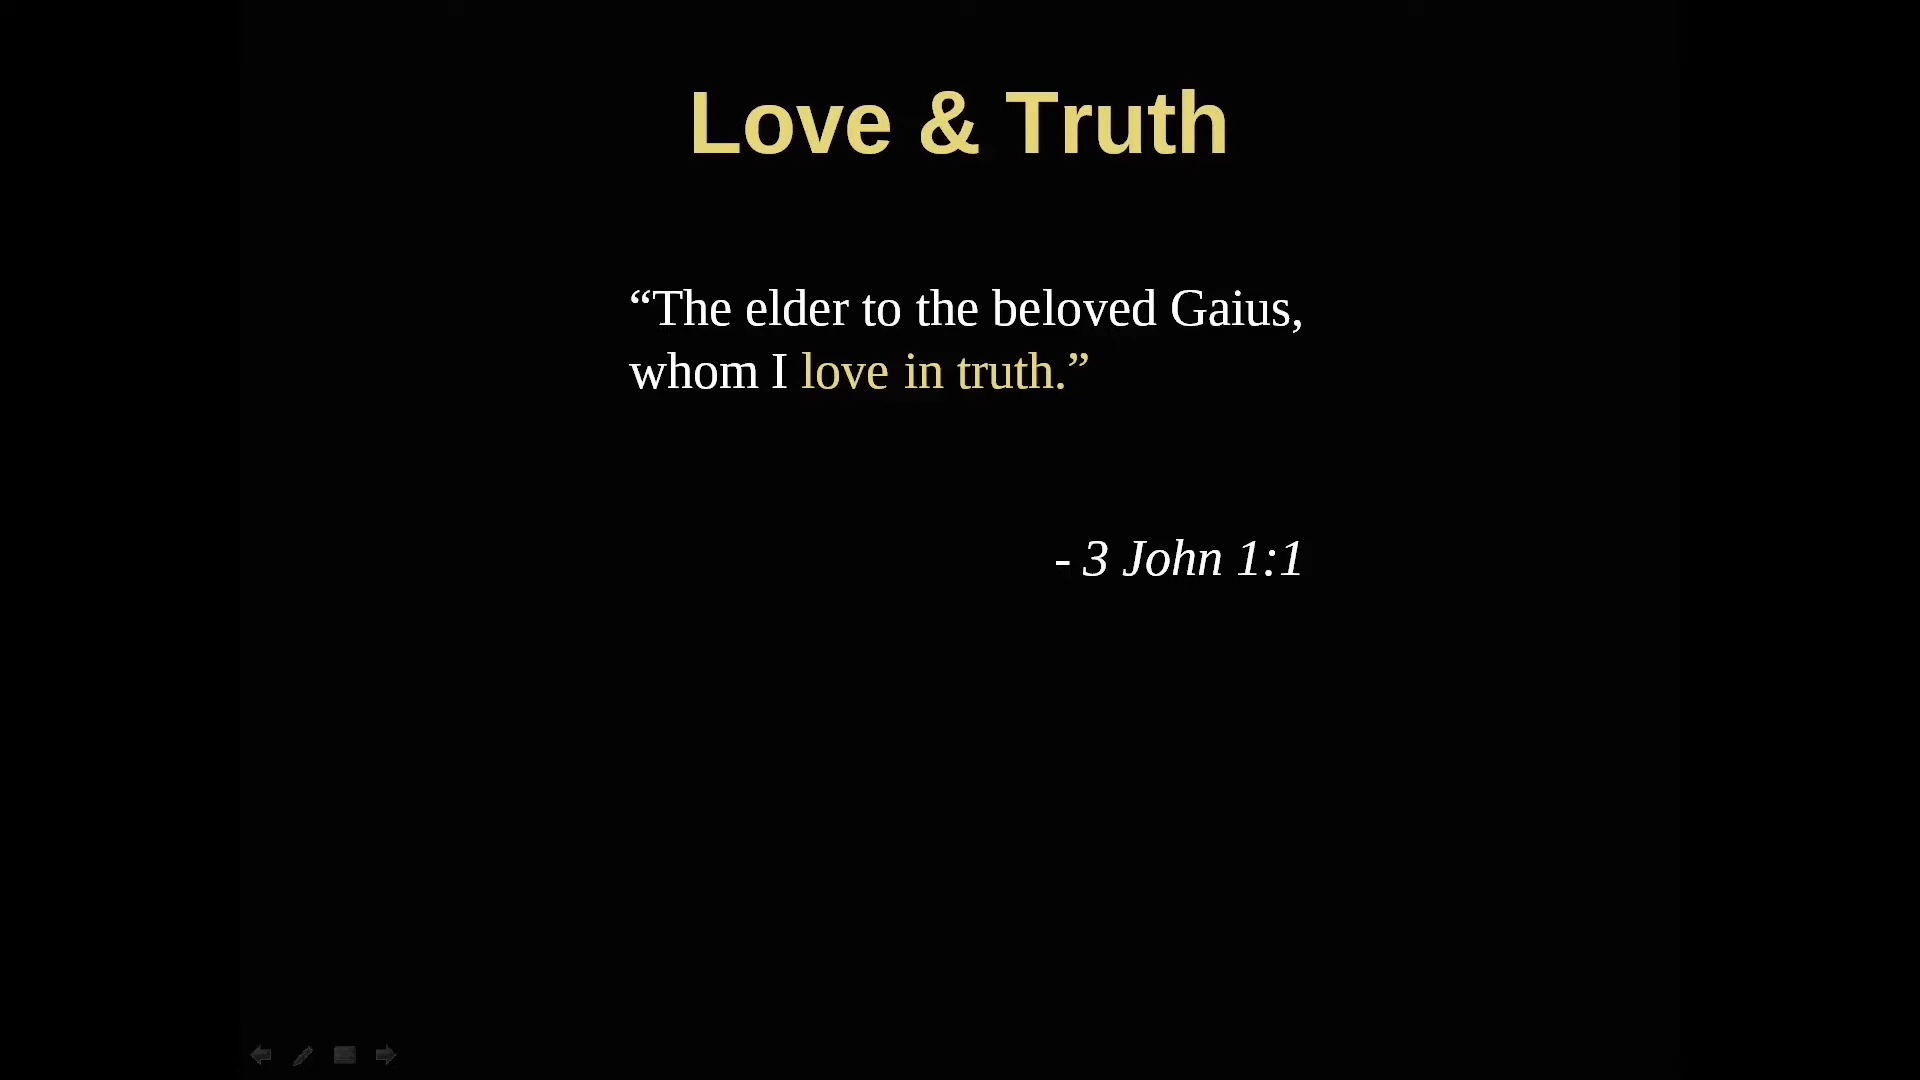 Love & Truth
“The elder to the beloved Gaius,
whom I love in truth.”
- 3 John 1:1